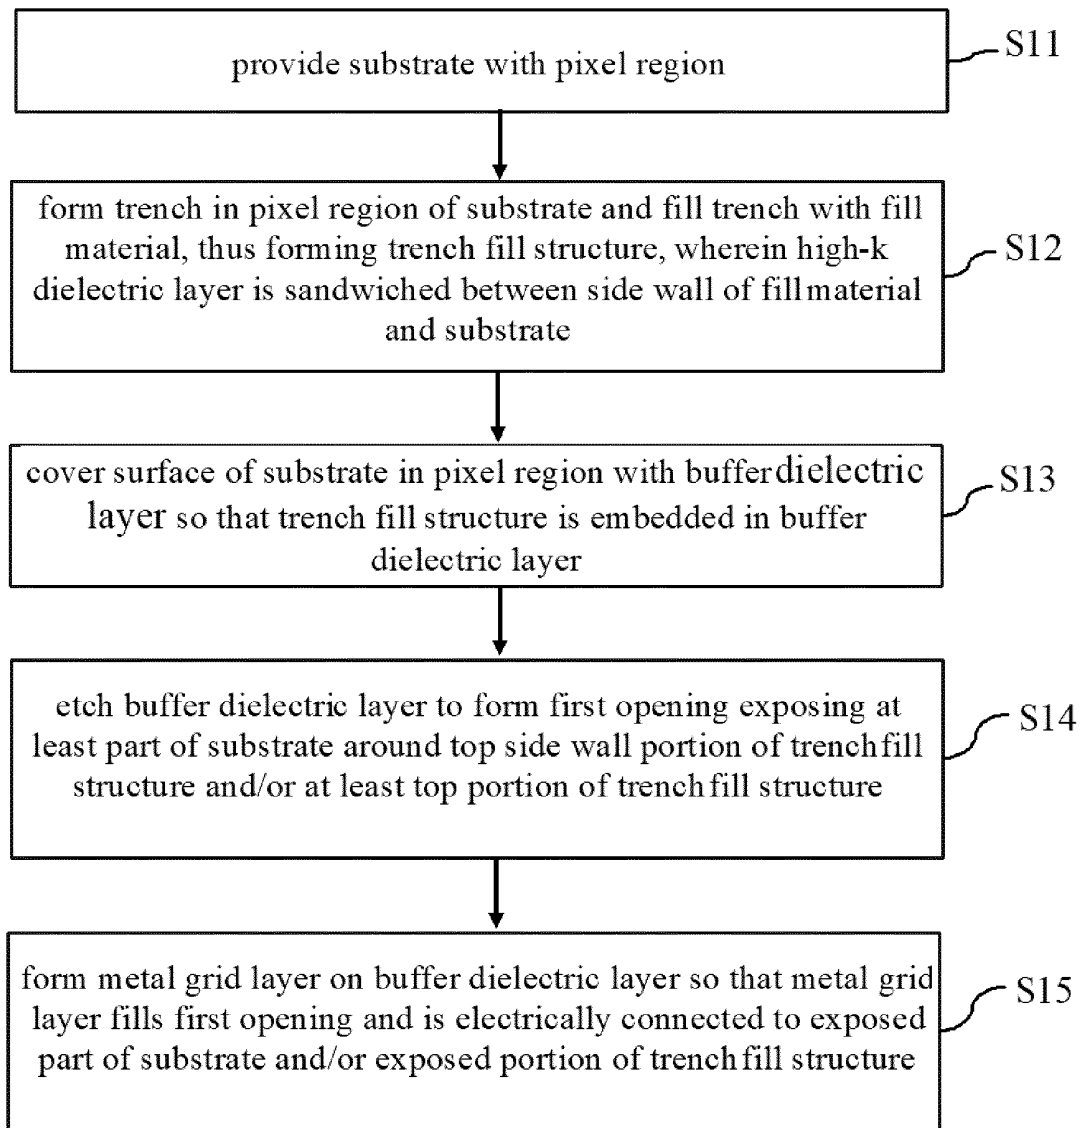 provide substrate with pixel region
S11
form trench in pixel region of substrate and fill trench with fill
material, thus forming trench fill structure, wherein high-k
dielectric layer is sandwiched between side wall of fill material
and substrate
S12
cover surface of substrate in pixel region with buffer dielectric
layer so that trench fill structure is embedded in buffer
dielectric layer
S13
etch buffer dielectric layer to form first opening exposing at
least part of substrate around top side wall portion of trench fill
structure and/or at least top portion of trench fill structure
S14
form metal grid layer on buffer dielectric layer so that metal grid
layer fills first opening and is electrically connected to exposed
part of substrate and/or exposed portion of trench fill structure
S15